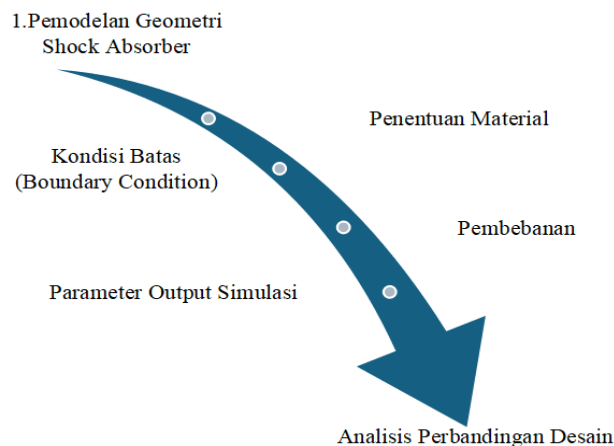 1.Pemodelan Geometri
Shock Absorber
Penentuan Material
Kondisi Batas
(Boundary Condition)
Pembebanan
Parameter Output Simulasi
Analisis Perbandingan Desain